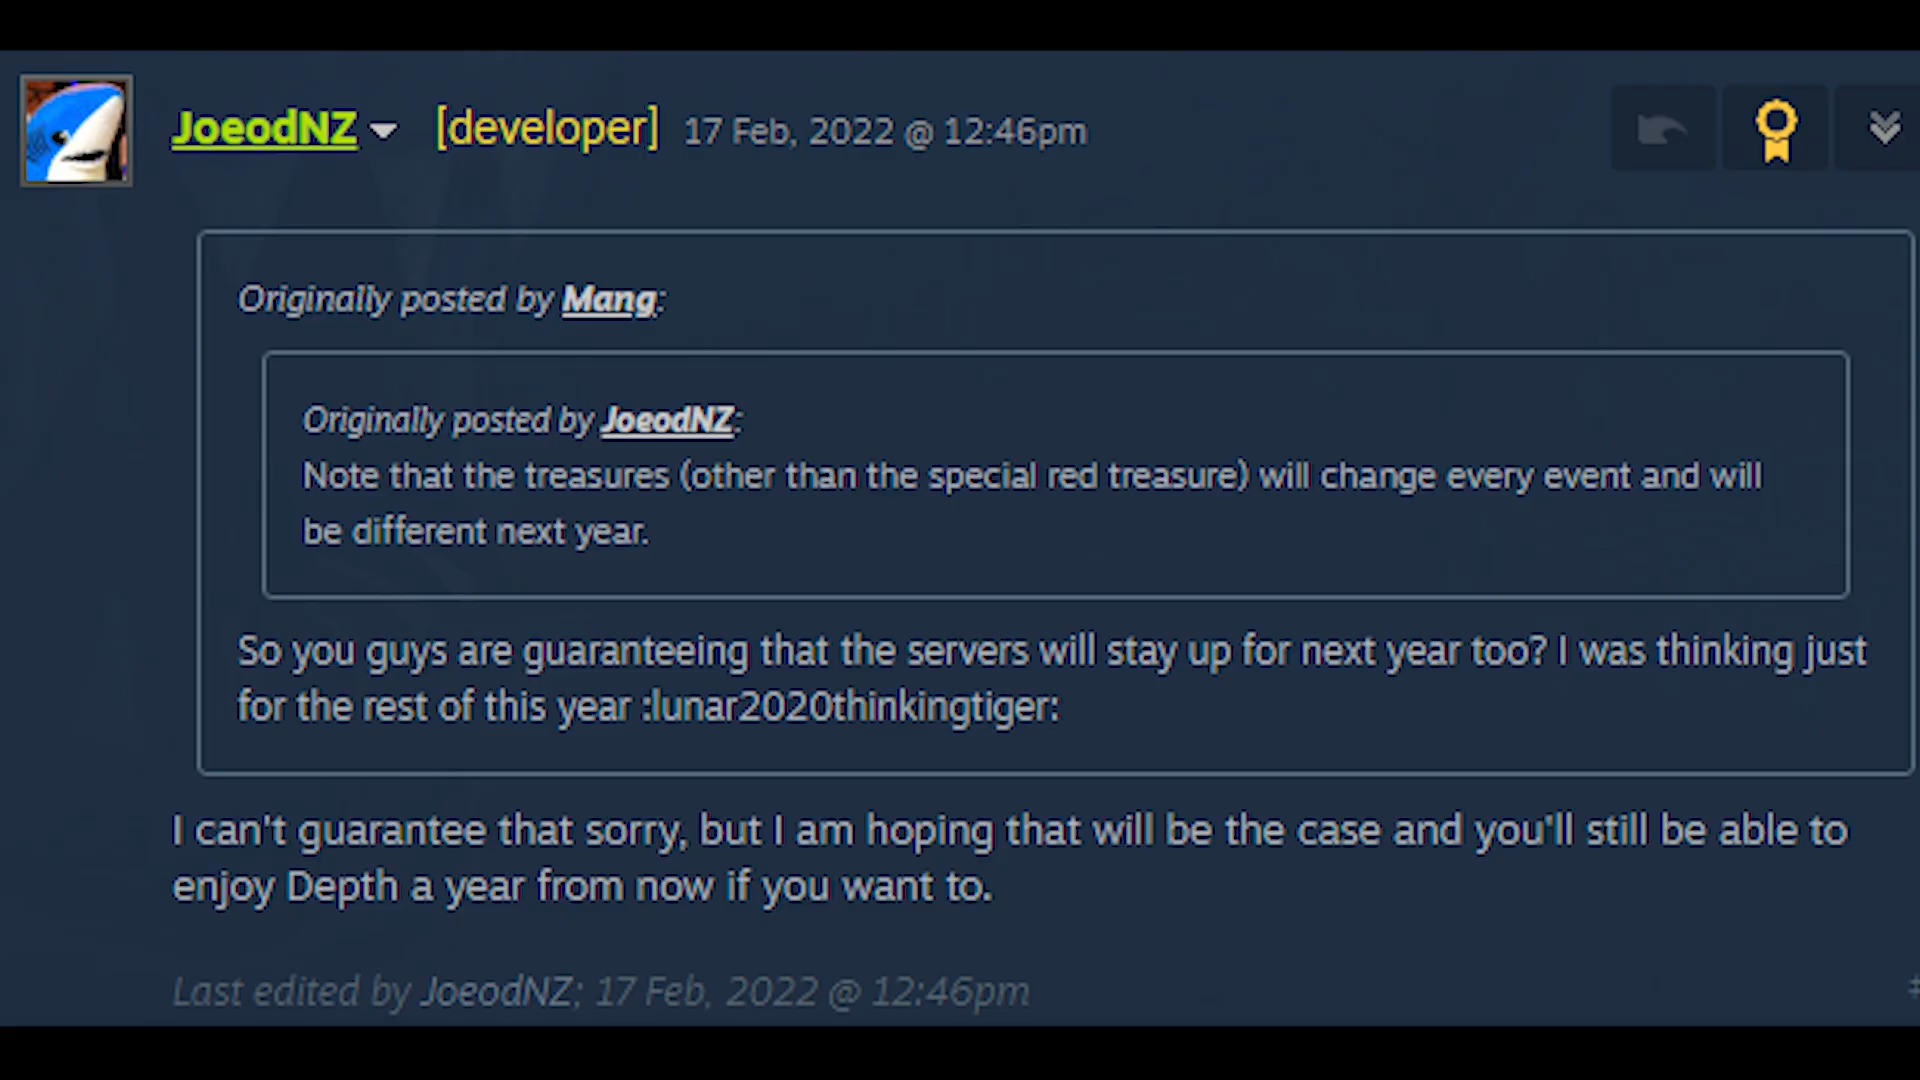 JoeodNZ [developer] 17 Feb, 2022 @ 12:46pm
Originally posted by Mang:
Originally posted by JoeodNZ:
Note that the treasures (other than the special red treasure) will change every event and will
be different next year.
So you guys are guaranteeing that the servers will stay up for next year too? I was thinking just
for the rest of this year :lunar2020thinkingtiger:
I can't guarantee that sorry, but I am hoping that will be the case and you'll still be able to
enjoy Depth a year from now if you want to.
Last edited by JoeodNZ; 17 Feb, 2022 @ 12:46pm